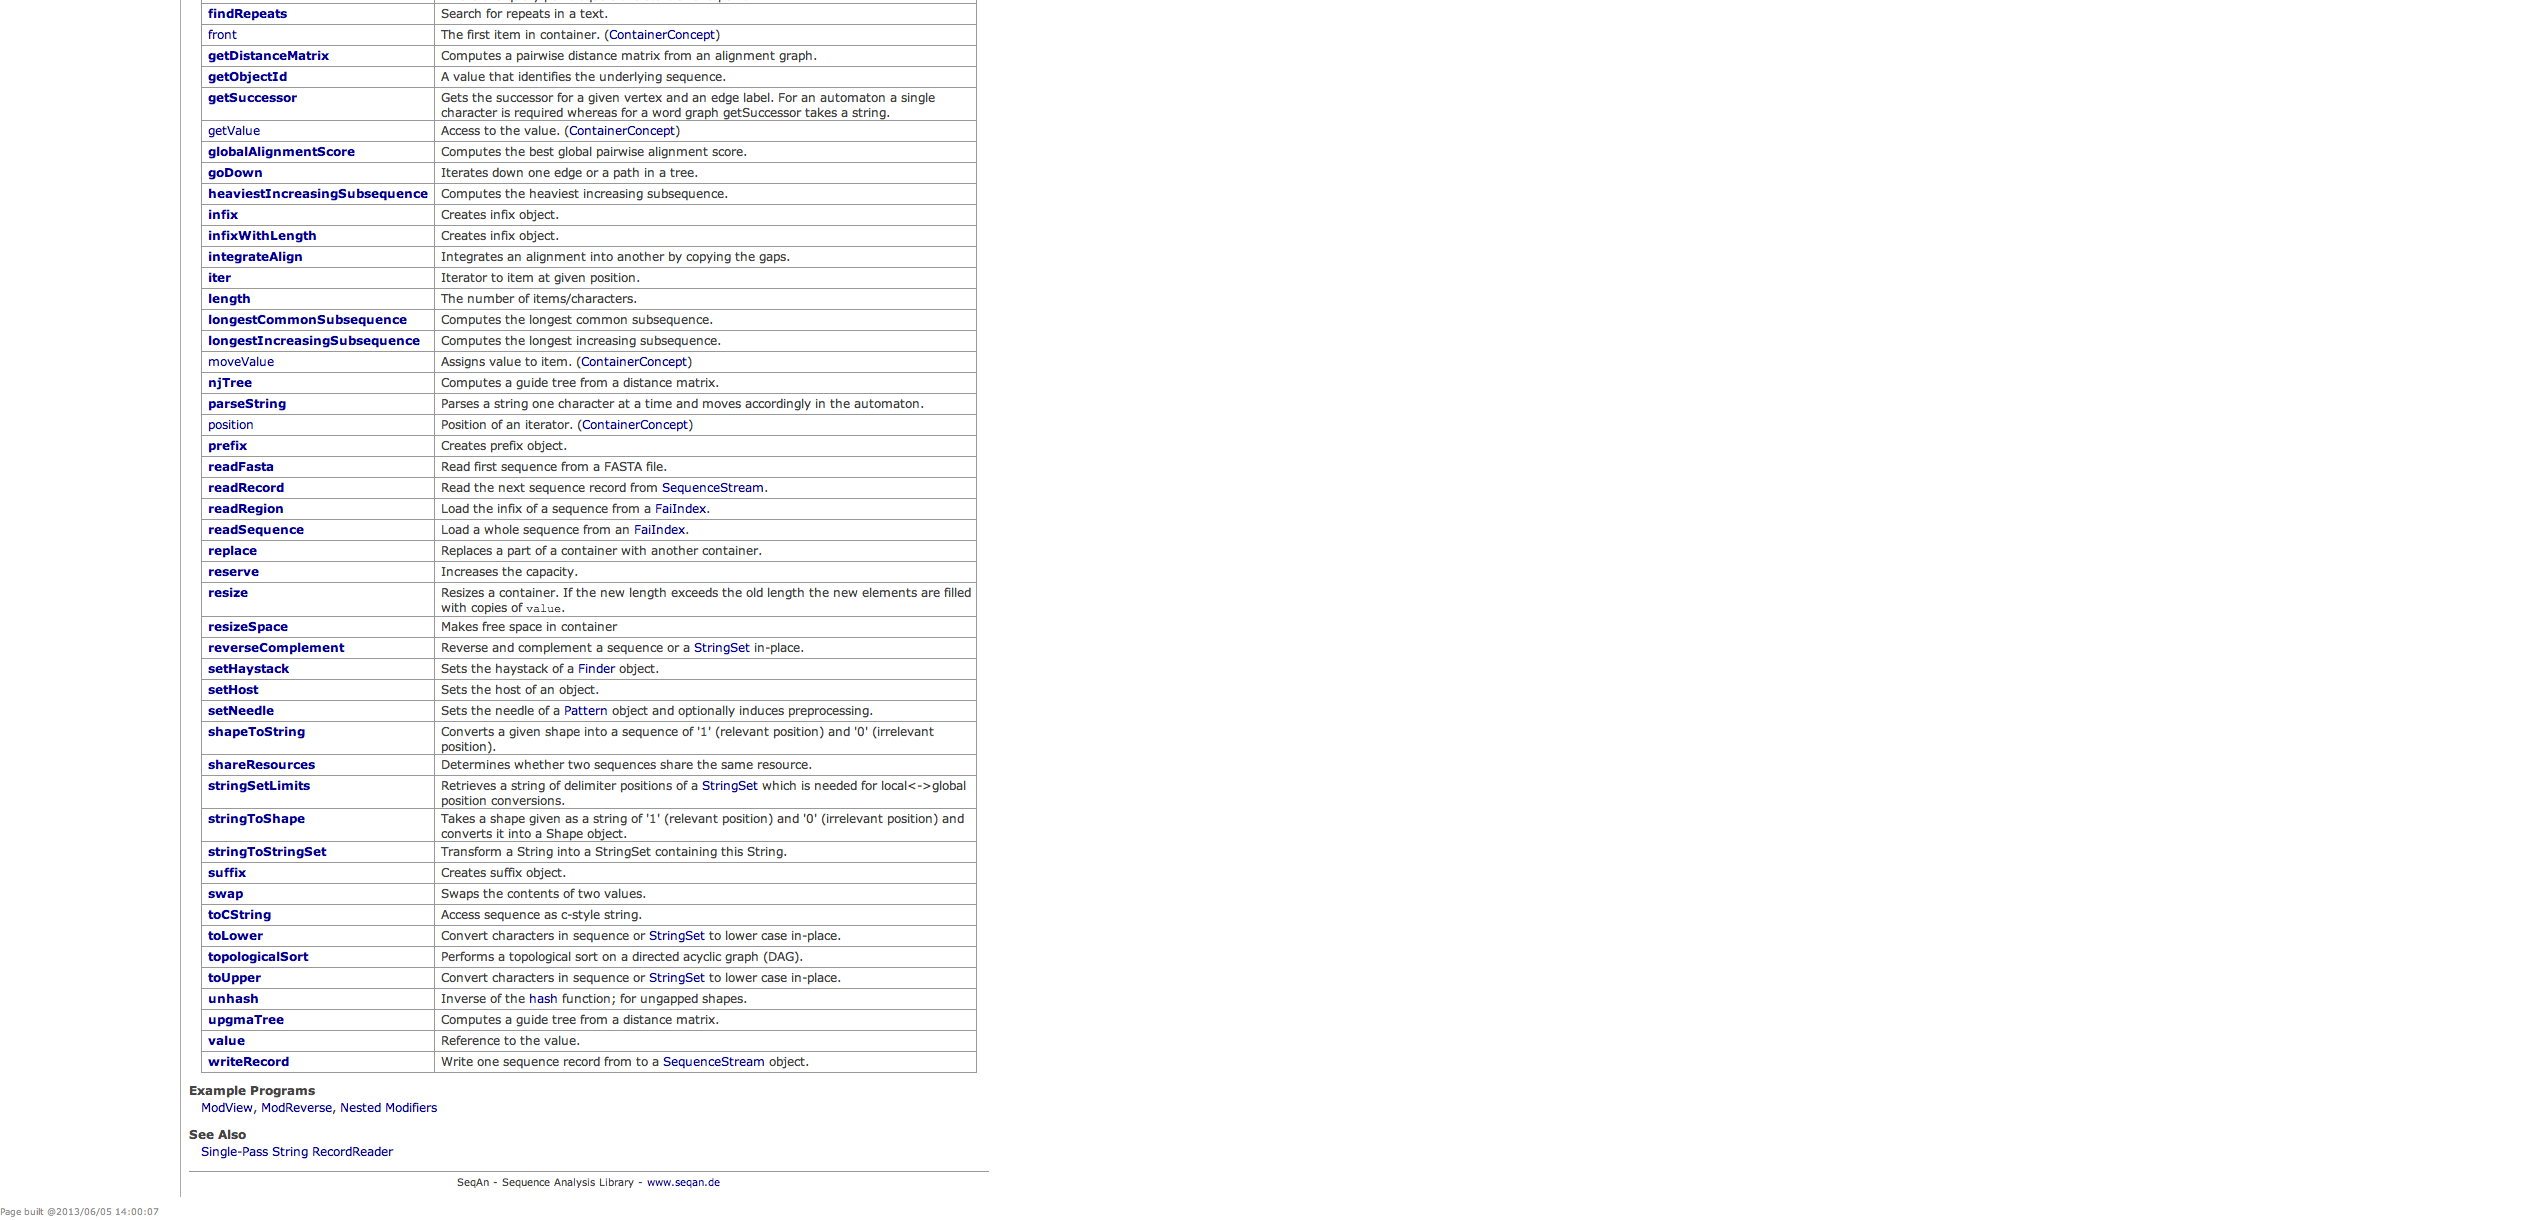 findRepeats Search for repeats in a text.
front The first item in container. (ContainerConcept)
getDistanceMatrix Computes a pairwise distance matrix from an alignment graph.
getObjectId A value that identifies the underlying sequence.
getSuccessor Gets the successor for a given vertex and an edge label. For an automaton a single
character is required whereas for a word graph getSuccessor takes a string.
getValue Access to the value. (ContainerConcept)
globalAlignmentScore Computes the best global pairwise alignment score.
goDown Iterates down one edge or a path in a tree.
heaviestIncreasingSubsequence Computes the heaviest increasing subsequence.
infix Creates infix object.
infixWithLength Creates infix object.
integrateAlign Integrates an alignment into another by copying the gaps.
iter Iterator to item at given position.
length The number of items/characters.
longestCommonSubsequence Computes the longest common subsequence.
longestIncreasingSubsequence Computes the longest increasing subsequence.
moveValue Assigns value to item. (ContainerConcept)
njTree Computes a guide tree from a distance matrix.
parseString Parses a string one character at a time and moves accordingly in the automaton.
position Position of an iterator. (ContainerConcept)
prefix Creates prefix object.
readFasta Read first sequence from a FASTA file.
readRecord Read the next sequence record from SequenceStream.
readRegion Load the infix of a sequence from a FaiIndex.
readSequence Load a whole sequence from an FaiIndex.
replace Replaces a part of a container with another container.
reserve Increases the capacity.
resize Resizes a container. If the new length exceeds the old length the new elements are filled
with copies of value.
resizeSpace Makes free space in container
reverseComplement Reverse and complement a sequence or a StringSet in-place.
setHaystack Sets the haystack of a Finder object.
setHost Sets the host of an object.
setNeedle Sets the needle of a Pattern object and optionally induces preprocessing.
shapeToString Converts a given shape into a sequence of '1' (relevant position) and '0' (irrelevant
position).
shareResources Determines whether two sequences share the same resource.
stringSetLimits Retrieves a string of delimiter positions of a StringSet which is needed for local<->global
position conversions.
stringToShape Takes a shape given as a string of '1' (relevant position) and '0' (irrelevant position) and
converts it into a Shape object.
stringToStringSet Transform a String into a StringSet containing this String.
suffix Creates suffix object.
swap Swaps the contents of two values.
toCString Access sequence as c-style string.
toLower Convert characters in sequence or StringSet to lower case in-place.
topologicalSort Performs a topological sort on a directed acyclic graph (DAG).
toUpper Convert characters in sequence or StringSet to lower case in-place.
unhash Inverse of the hash function; for ungapped shapes.
upgmaTree Computes a guide tree from a distance matrix.
value Reference to the value.
writeRecord Write one sequence record from to a SequenceStream object.
Example Programs
ModView, ModReverse, Nested Modifiers
See Also
Single-Pass String RecordReader
SeqAn - Sequence Analysis Library - www.seqan.de
Page built @2013/06/05 14:00:07